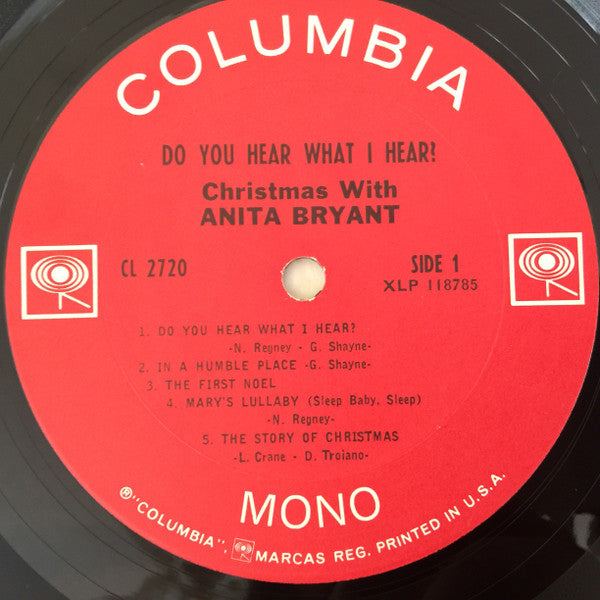 COLUMBIA
DO YOU HEAR WHAT I HEAR?
Christmas With
ANITA BRYANT
CL 2720
SIDE 1
XLP 118785
1. DO YOU HEAR WHAT I HEAR?
-N. Regney - G. Shayne-
2. IN A HUMBLE PLACE -G. Shayne-
3. THE FIRST NOEL
4. MARY'S LULLABY (Sleep Baby, Sleep)
-N. Regney-
5. THE STORY OF CHRISTMAS
-L. Crane - D. Troiano-
MONO
®"COLUMBIA", MARCAS REG. PRINTED IN U.S.A.